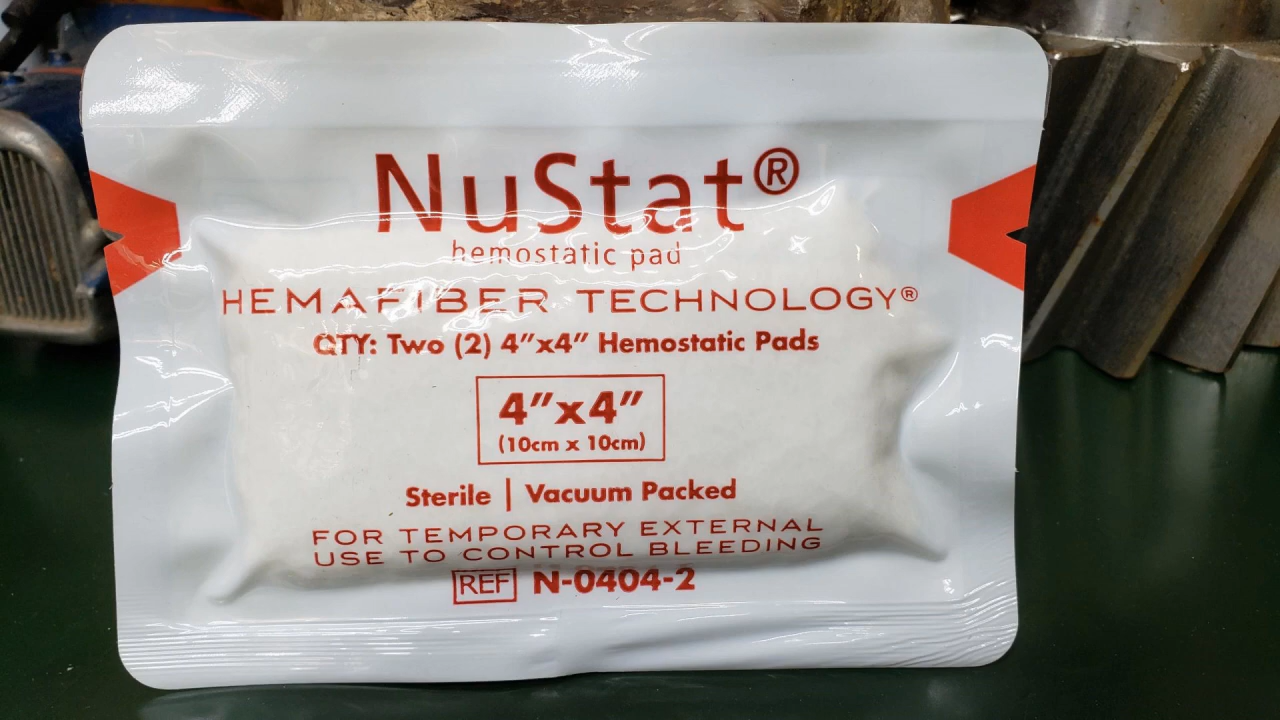 NuStat®
hemostatic pad
HEMAFIBER TECHNOLOGY®
QTY: Two (2) 4"x4" Hemostatic Pads
4"x4"
(10cm x 10cm)
Sterile | Vacuum Packed
FOR TEMPORARY EXTERNAL
USE TO CONTROL BLEEDING
REF N-0404-2